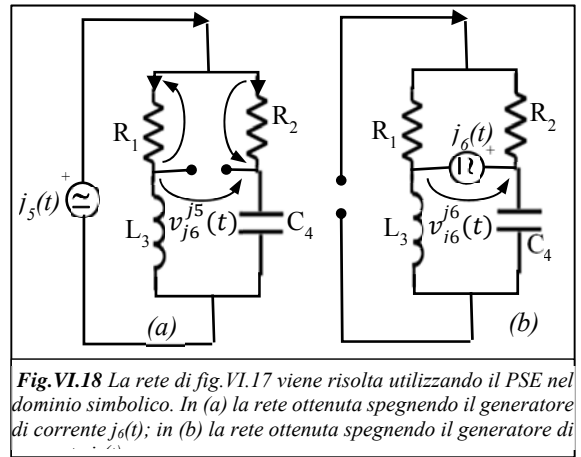 +
j5(t)
R1
R2
v^{j5}_{j6}(t)
L3
C4
(a)
R1
R2
j6(t)
+
v^{j6}_{i6}(t)
L3
C4
(b)
Fig.VI.18 La rete di fig.VI.17 viene risolta utilizzando il PSE nel
dominio simbolico. In (a) la rete ottenuta spegnendo il generatore
di corrente j6(t); in (b) la rete ottenuta spegnendo il generatore di